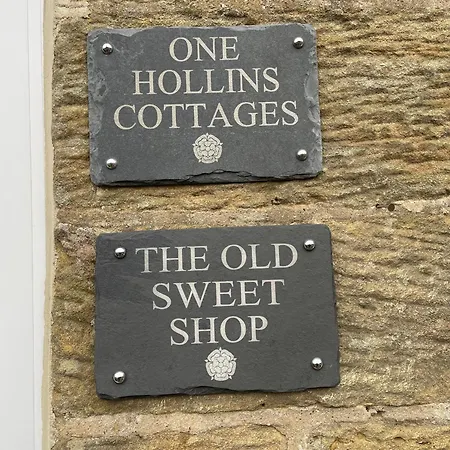 ONE
HOLLINS
COTTAGES
THE OLD
SWEET
SHOP